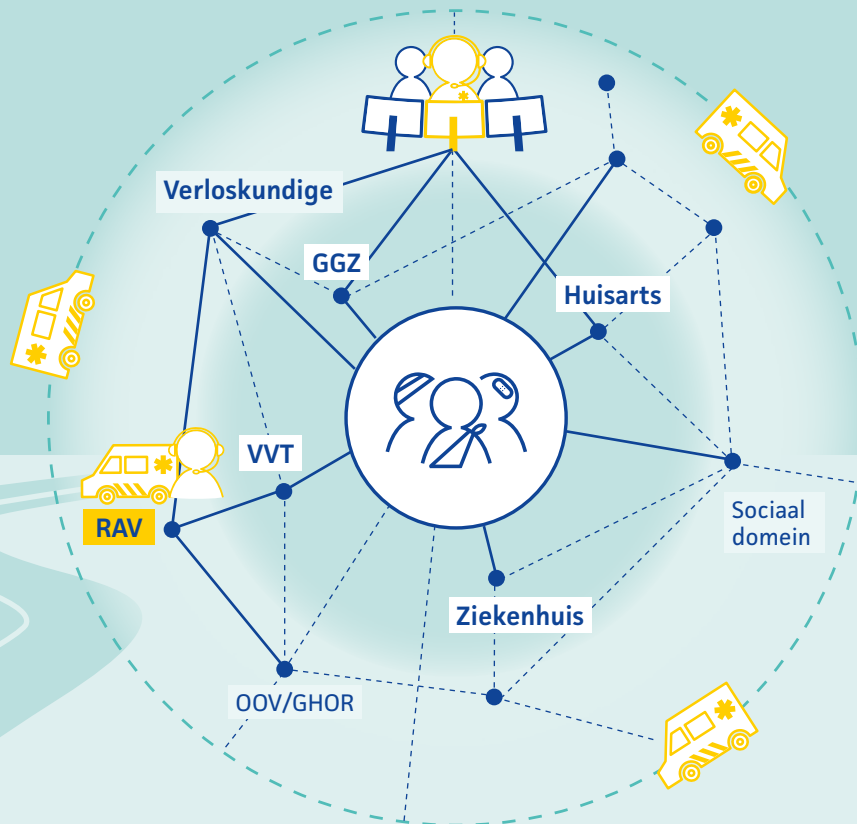 Verloskundige
GGZ
Huisarts
VVT
RAV
Sociaal
domein
Ziekenhuis
OOV/GHOR